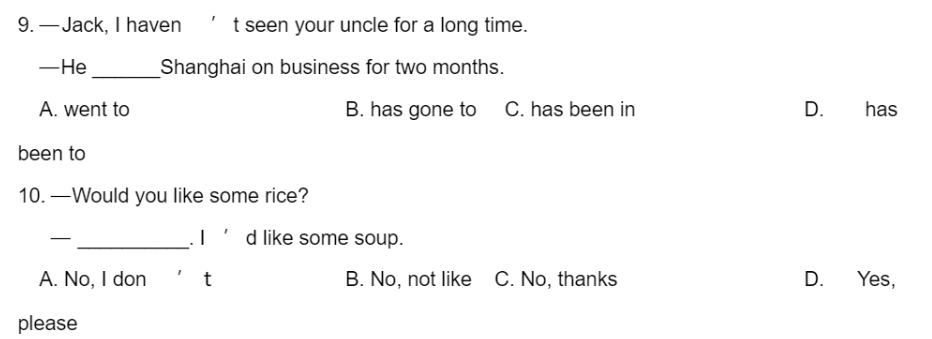 9. —Jack, I haven ′ t seen your uncle for a long time.
—He ______Shanghai on business for two months.
A. went to B. has gone to C. has been in D. has
been to
10. —Would you like some rice?
— __________. I ′ d like some soup.
A. No, I don ′ t B. No, not like C. No, thanks D. Yes,
please